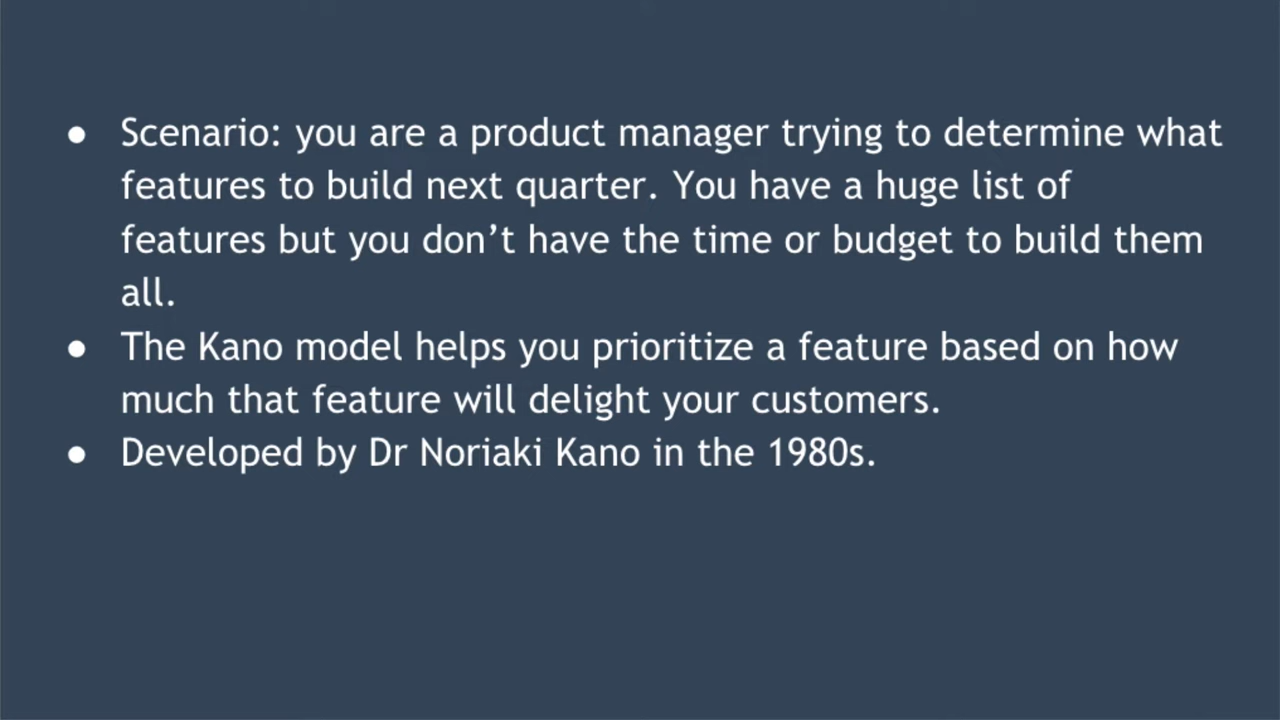 ● Scenario: you are a product manager trying to determine what
features to build next quarter. You have a huge list of
features but you don’t have the time or budget to build them
all.
● The Kano model helps you prioritize a feature based on how
much that feature will delight your customers.
● Developed by Dr Noriaki Kano in the 1980s.